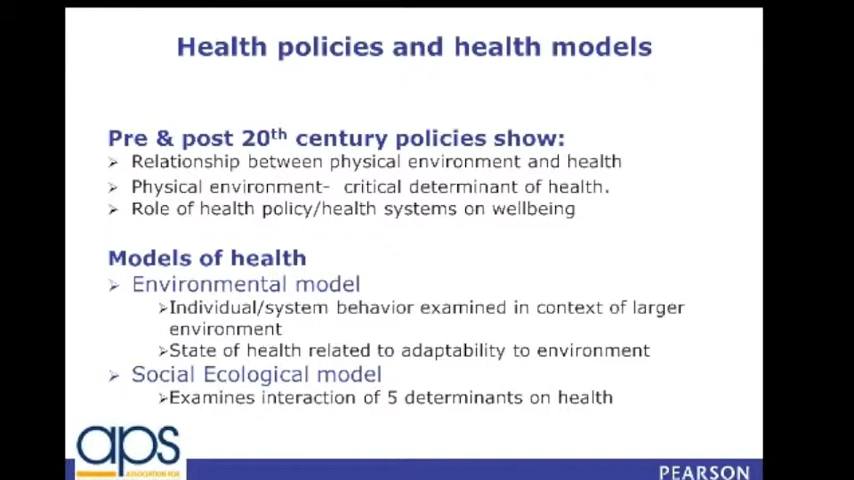 Health policies and health models
Pre & post 20th century policies show:
Relationship between physical environment and health
Physical environment- critical determinant of health.
Role of health policy/health systems on wellbeing
Models of health
Environmental model
Individual/system behavior examined in context of larger
environment
State of health related to adaptability to environment
Social Ecological model
Examines interaction of 5 determinants on health
aps
ASSOCIATION FOR
PEARSON